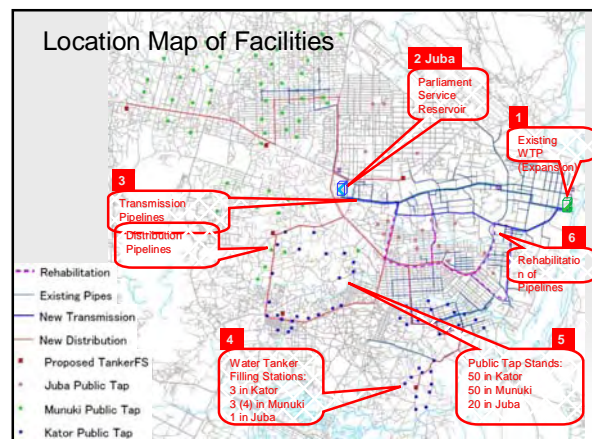 Location Map of Facilities
2 Juba
Parliament
Service
Reservoir
1
Existing
WTP
(Expansion)
3
Transmission
Pipelines
Distribution
Pipelines
6
Rehabilitatio
n of
Pipelines
Rehabilitation
Existing Pipes
New Transmission
New Distribution
Proposed TankerFS
Juba Public Tap
Munuki Public Tap
Kator Public Tap
4
Water Tanker
Filling Stations:
3 in Kator
3 (4) in Munuki
1 in Juba
5
Public Tap Stands:
50 in Kator
50 in Munuki
20 in Juba